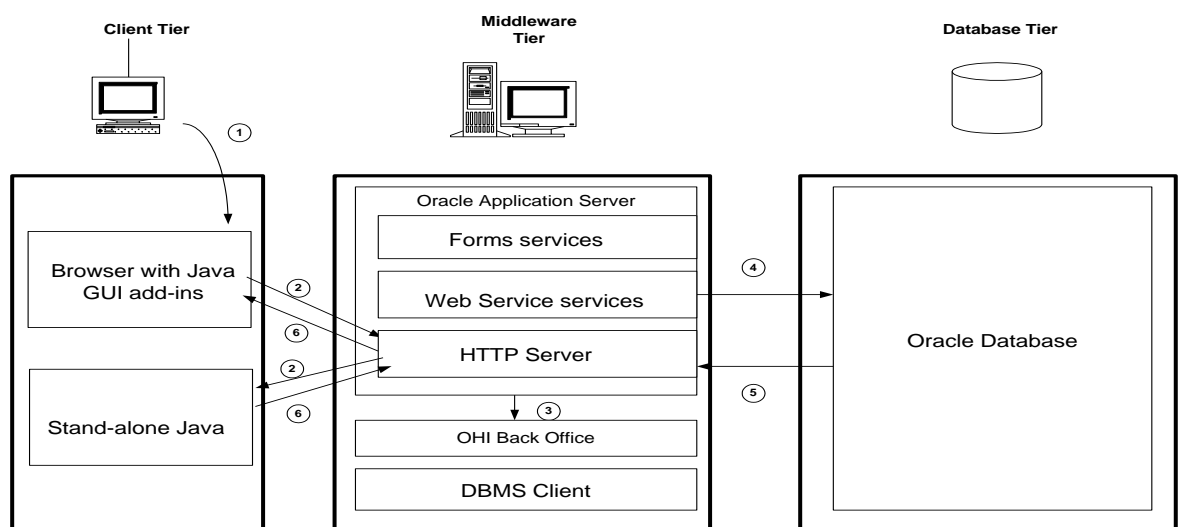 Client Tier
Middleware
Tier
Database Tier
1
Oracle Application Server
Forms services
Browser with Java
GUI add-ins
2
Web Service services
4
6
HTTP Server
Oracle Database
2
5
Stand-alone Java
6
3
OHI Back Office
DBMS Client